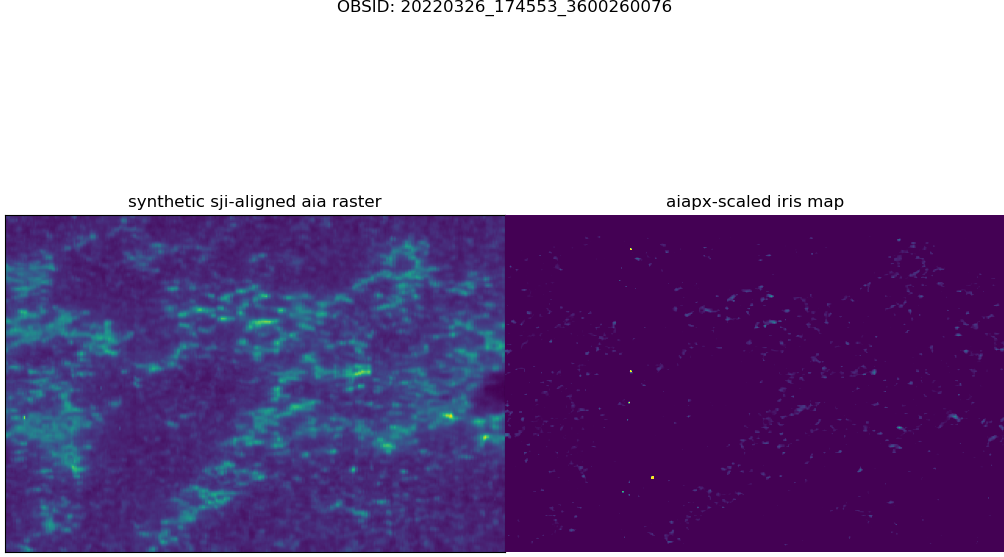 OBSID: 20220326_174553_3600260076
synthetic sji-aligned aia raster
aiapx-scaled iris map